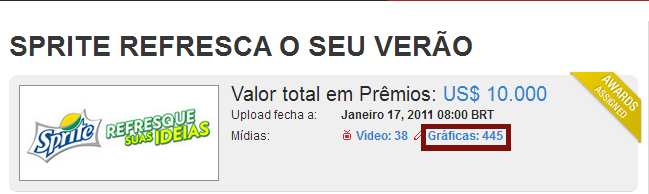 SPRITE REFRESCA O SEU VERÃO
Sprite
REFRESQUE
SUAS IDEIAS
Valor total em Prêmios: US$ 10.000
Upload fecha a: Janeiro 17, 2011 08:00 BRT
Mídias: Video: 38 Gráficas: 445
AWARDS
ASSIGNED